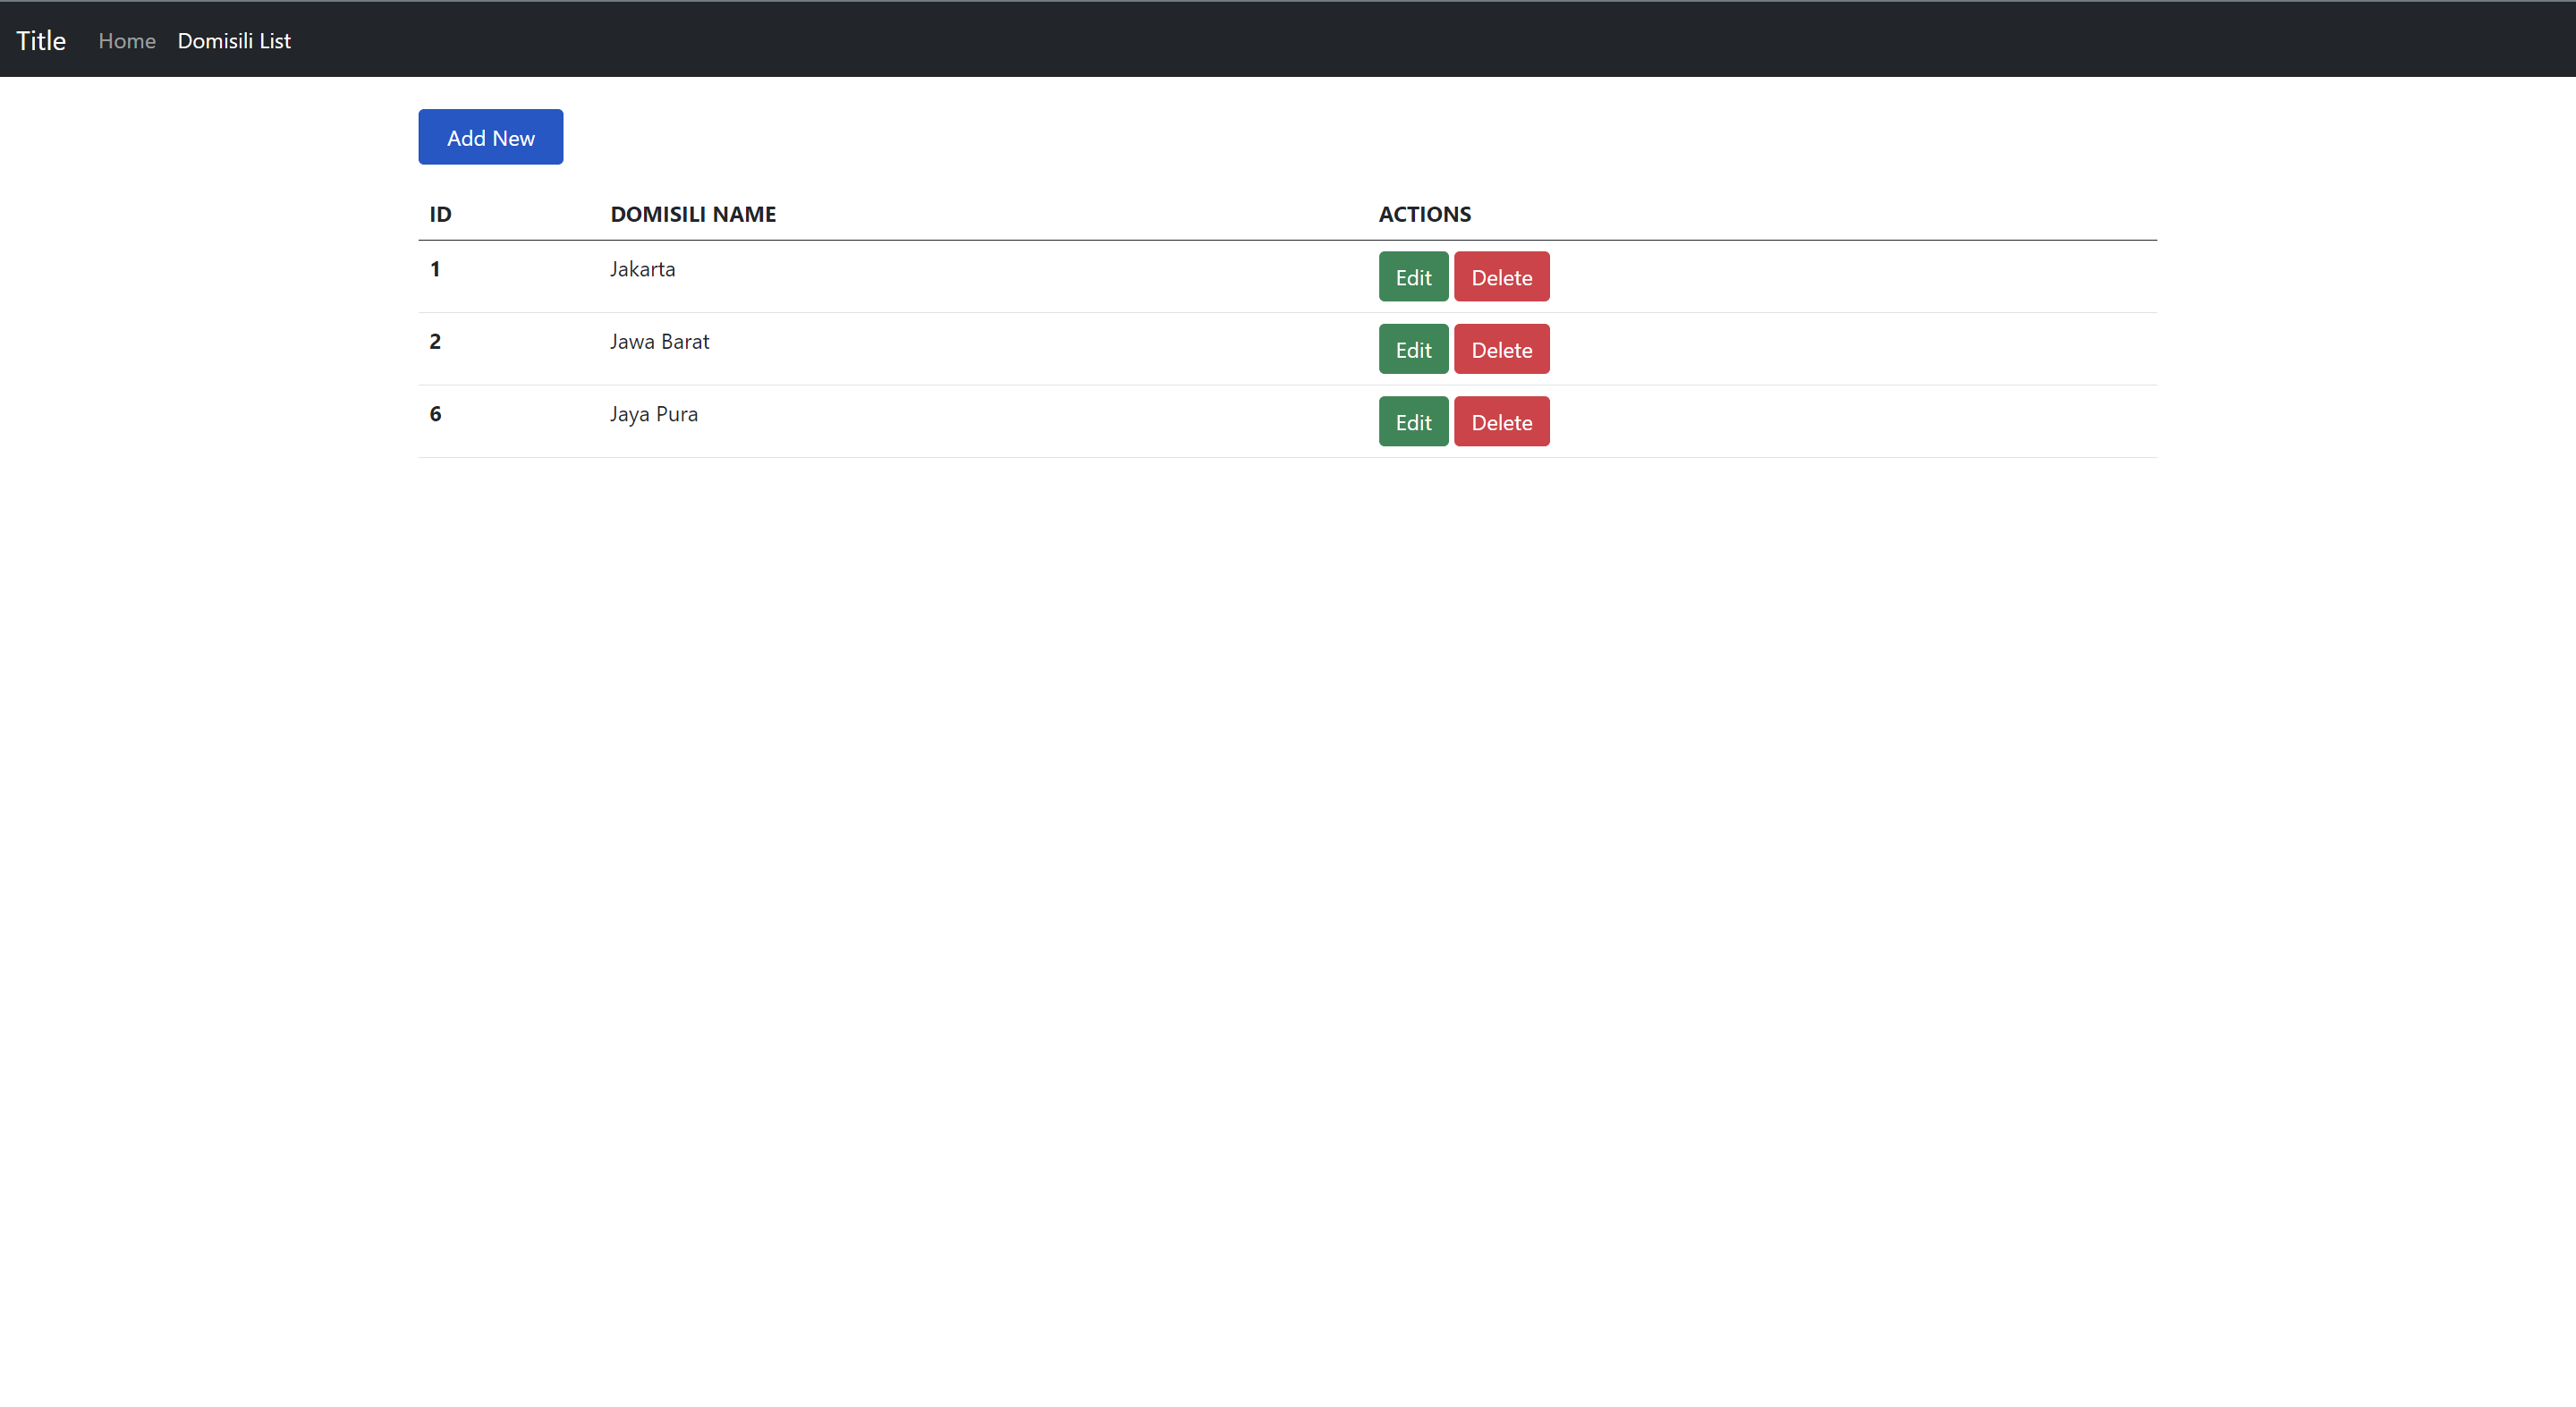 Title Home Domisili List
Add New
ID DOMISILI NAME ACTIONS
1 Jakarta Edit Delete
2 Jawa Barat Edit Delete
6 Jaya Pura Edit Delete